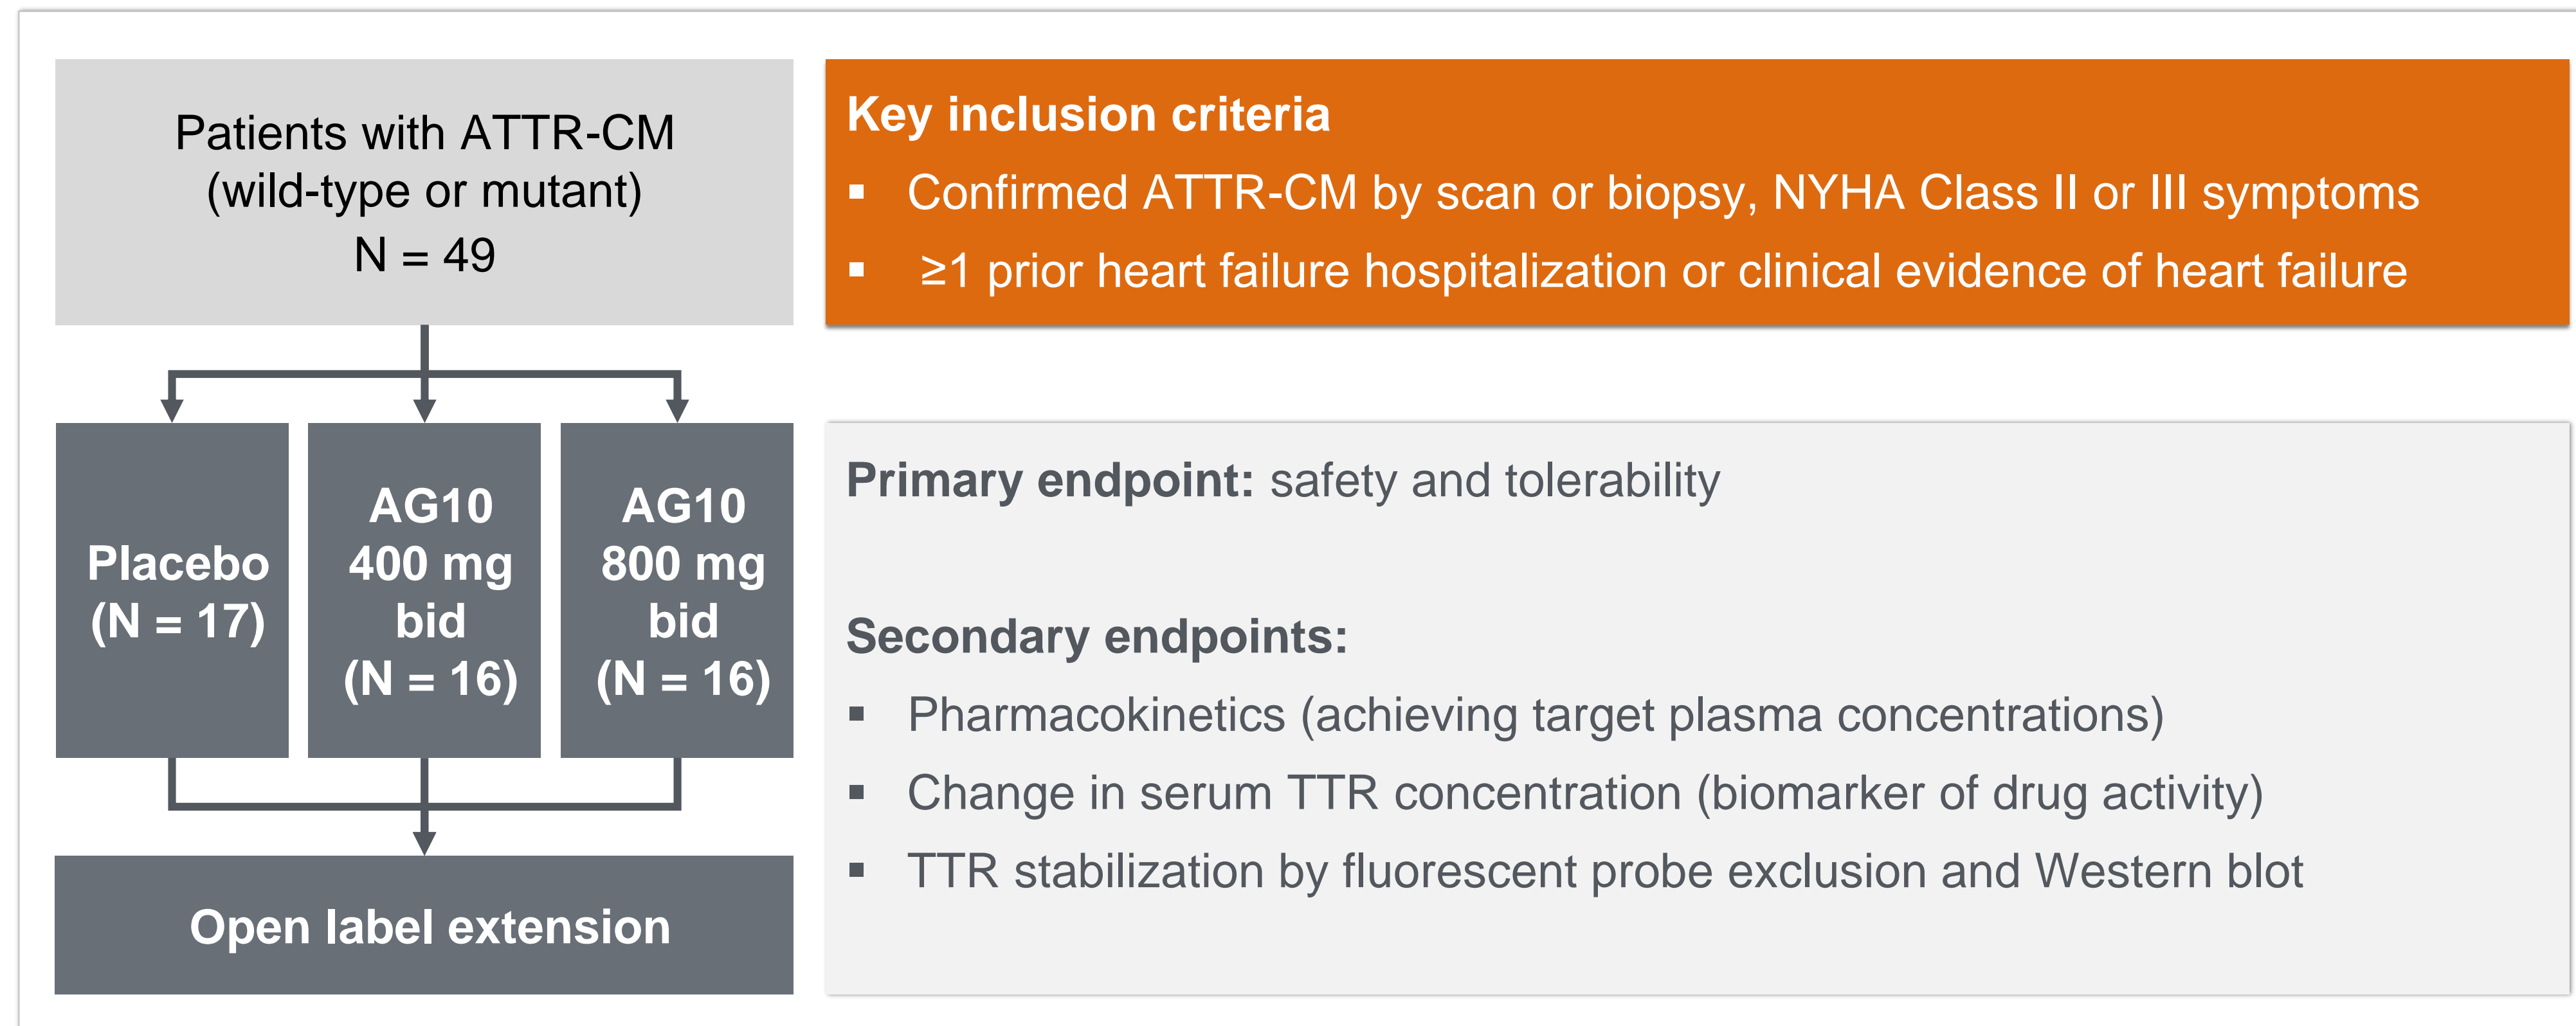 Patients with ATTR-CM
(wild-type or mutant)
N = 49
Key inclusion criteria
▪ Confirmed ATTR-CM by scan or biopsy, NYHA Class II or III symptoms
▪ ≥1 prior heart failure hospitalization or clinical evidence of heart failure
Placebo
(N = 17)
AG10
400 mg
bid
(N = 16)
AG10
800 mg
bid
(N = 16)
Open label extension
Primary endpoint: safety and tolerability
Secondary endpoints:
▪ Pharmacokinetics (achieving target plasma concentrations)
▪ Change in serum TTR concentration (biomarker of drug activity)
▪ TTR stabilization by fluorescent probe exclusion and Western blot